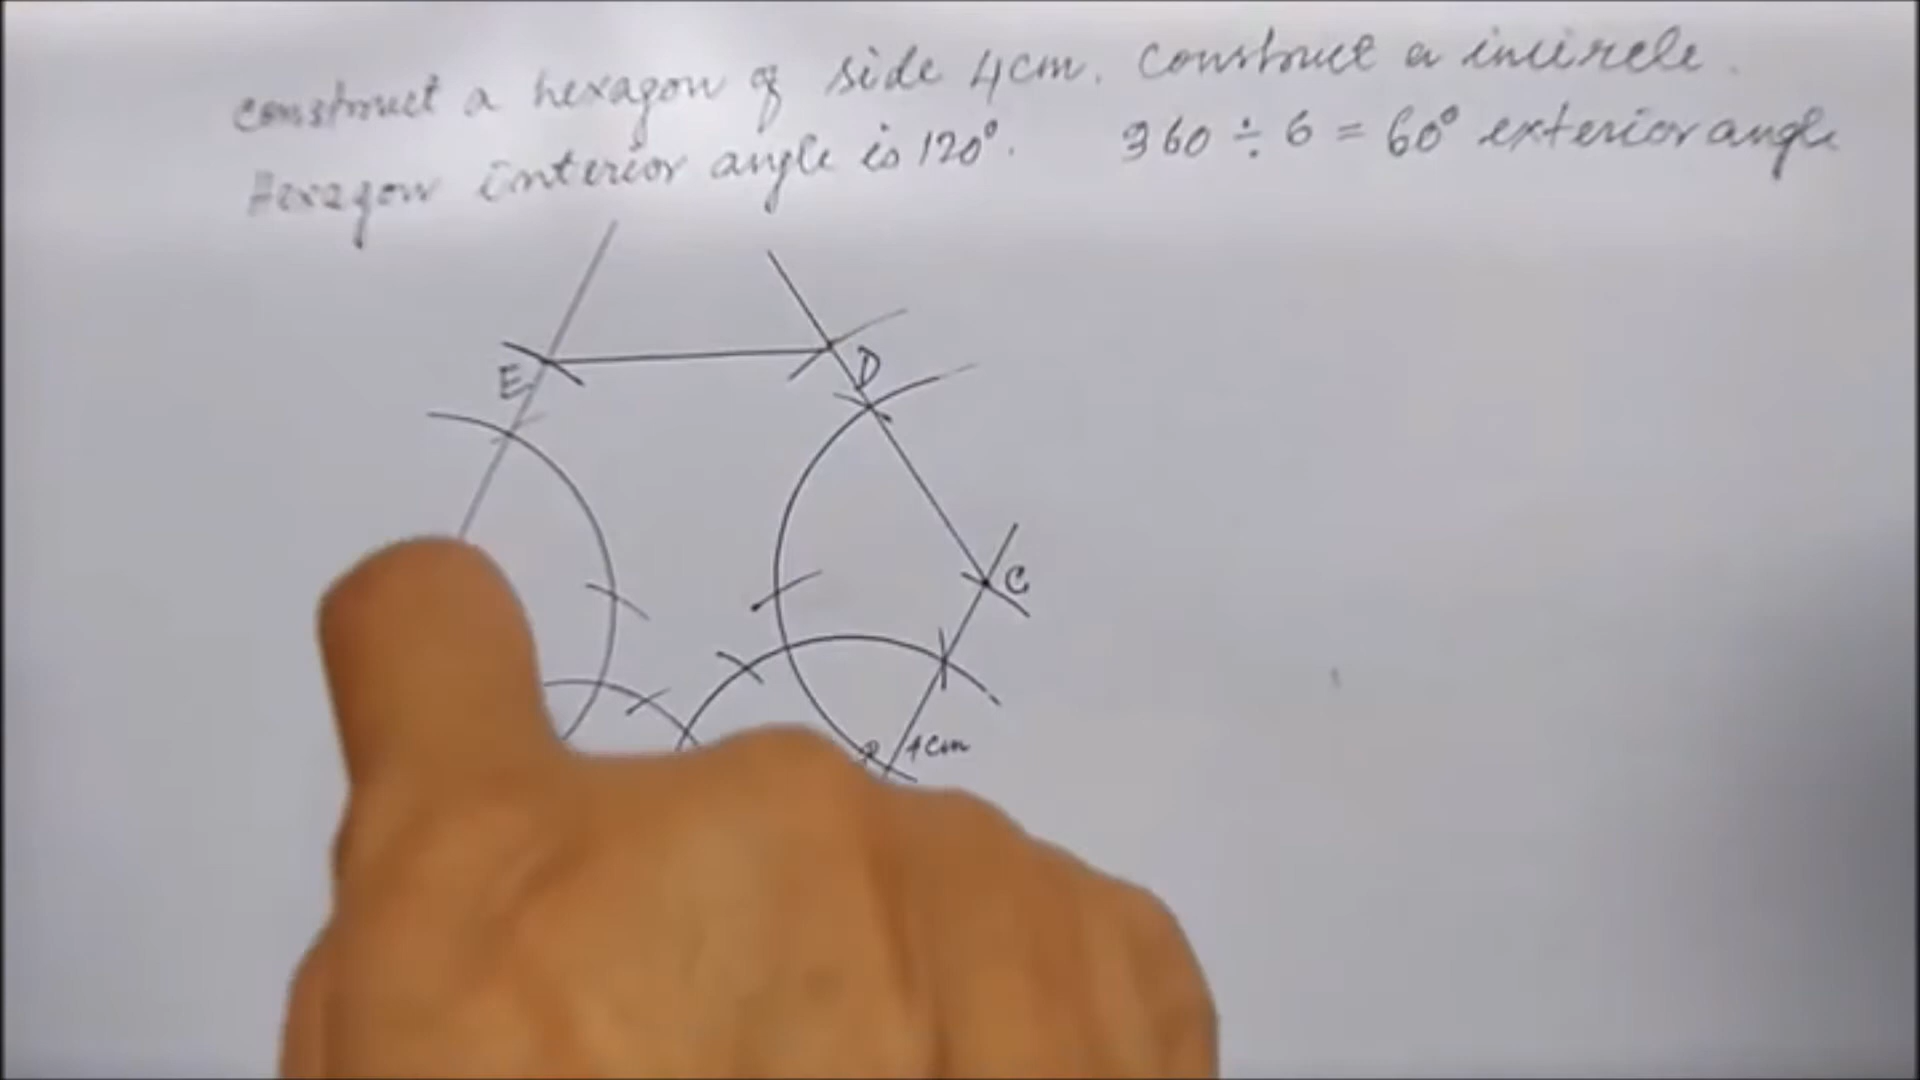 construct a hexagon of side 4cm. construct a incircle.
Hexagon interior angle is 120°. 360 ÷ 6 = 60° exterior angle
E
D
C
4cm